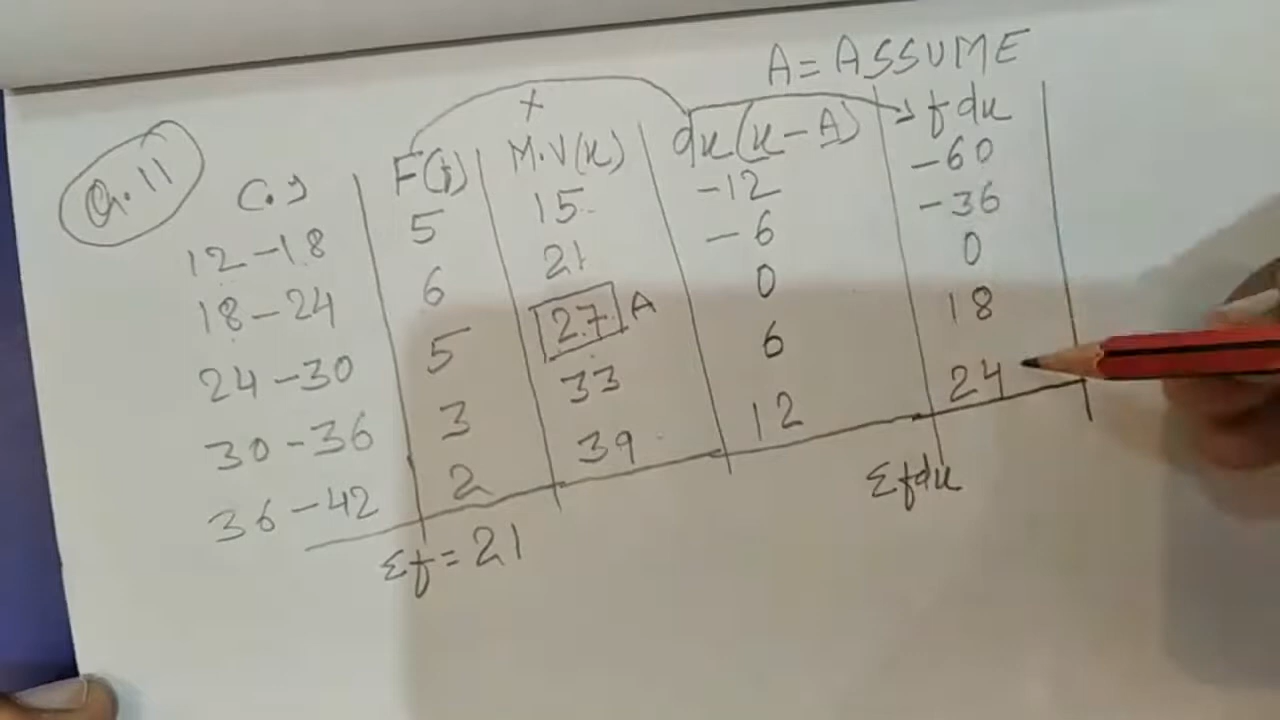 A = ASSUME
Q.11
C.I F(f) M.V(x) dx(x-A) fdx
×
12-18 5 15 -12 -60
18-24 6 21 -6 -36
24-30 5 27 A 0 0
30-36 3 33 6 18
36-42 2 39 12 24
Σf = 21 Σfdx